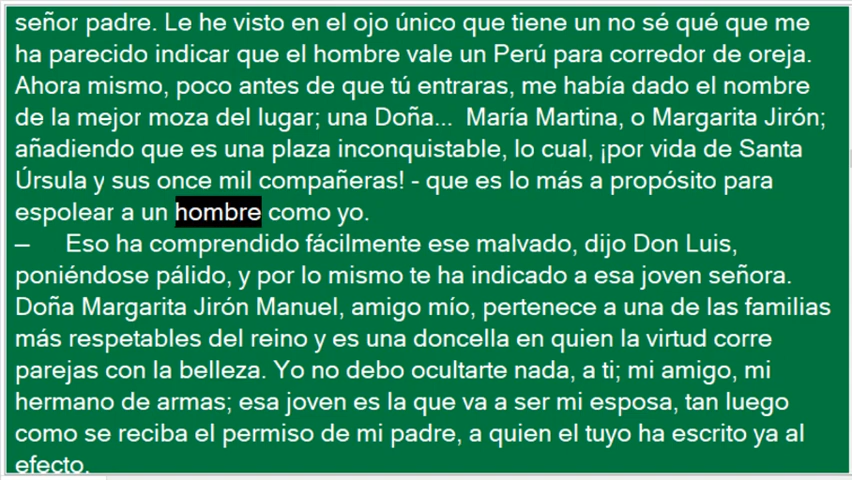 señor padre. Le he visto en el ojo único que tiene un no sé qué que me
ha parecido indicar que el hombre vale un Perú para corredor de oreja.
Ahora mismo, poco antes de que tú entraras, me había dado el nombre
de la mejor moza del lugar; una Doña... María Martina, o Margarita Jirón;
añadiendo que es una plaza inconquistable, lo cual, ¡por vida de Santa
Úrsula y sus once mil compañeras! - que es lo más a propósito para
espolear a un hombre como yo.
– Eso ha comprendido fácilmente ese malvado, dijo Don Luis,
poniéndose pálido, y por lo mismo te ha indicado a esa joven señora.
Doña Margarita Jirón Manuel, amigo mío, pertenece a una de las familias
más respetables del reino y es una doncella en quien la virtud corre
parejas con la belleza. Yo no debo ocultarte nada, a ti; mi amigo, mi
hermano de armas; esa joven es la que va a ser mi esposa, tan luego
como se reciba el permiso de mi padre, a quien el tuyo ha escrito ya al
efecto.